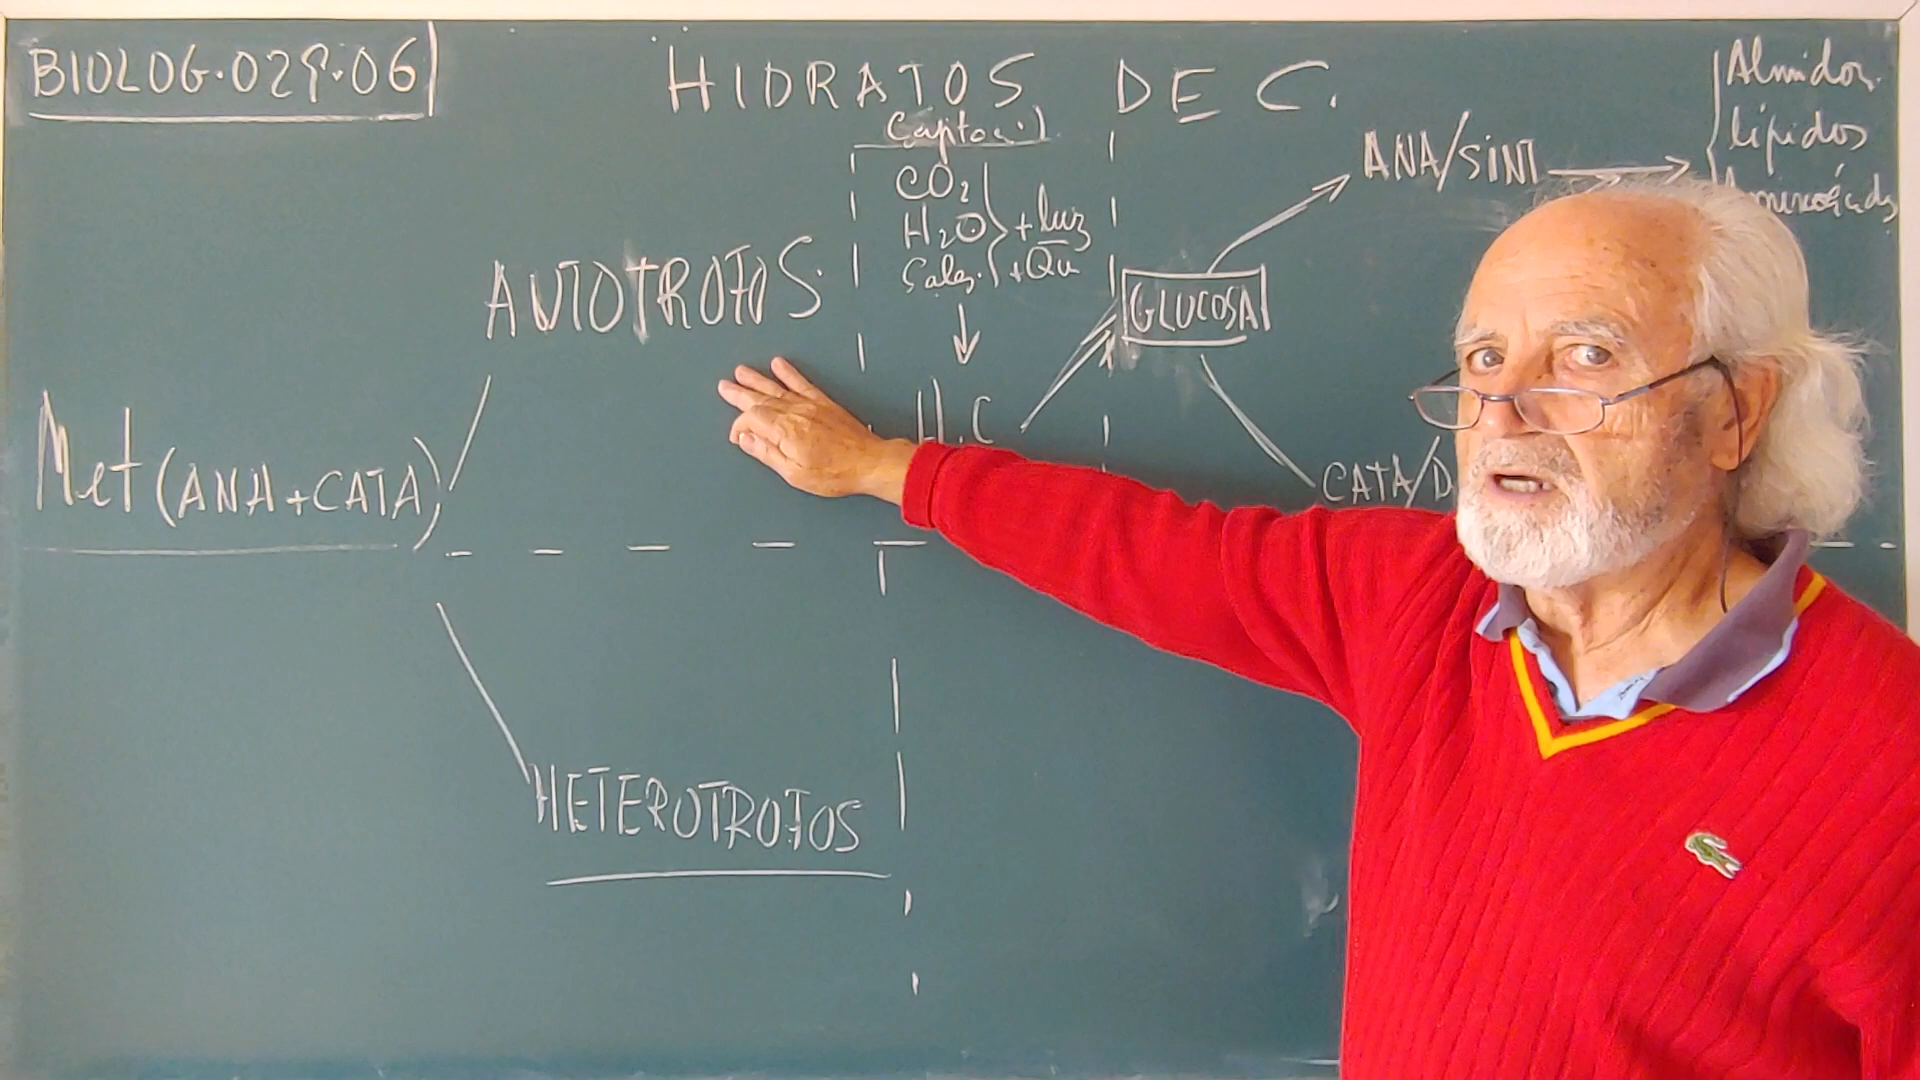 BIOLOG.029.06
HIDRATOS DE C.
CO2
H2O + luz
Sales. + Qu
H.C
AUTOTROFOS.
Met (ANA+CATA)
HETEROTROFOS
GLUCOSA
ANA/SINT
Almidón.
lípidos
CATA/D